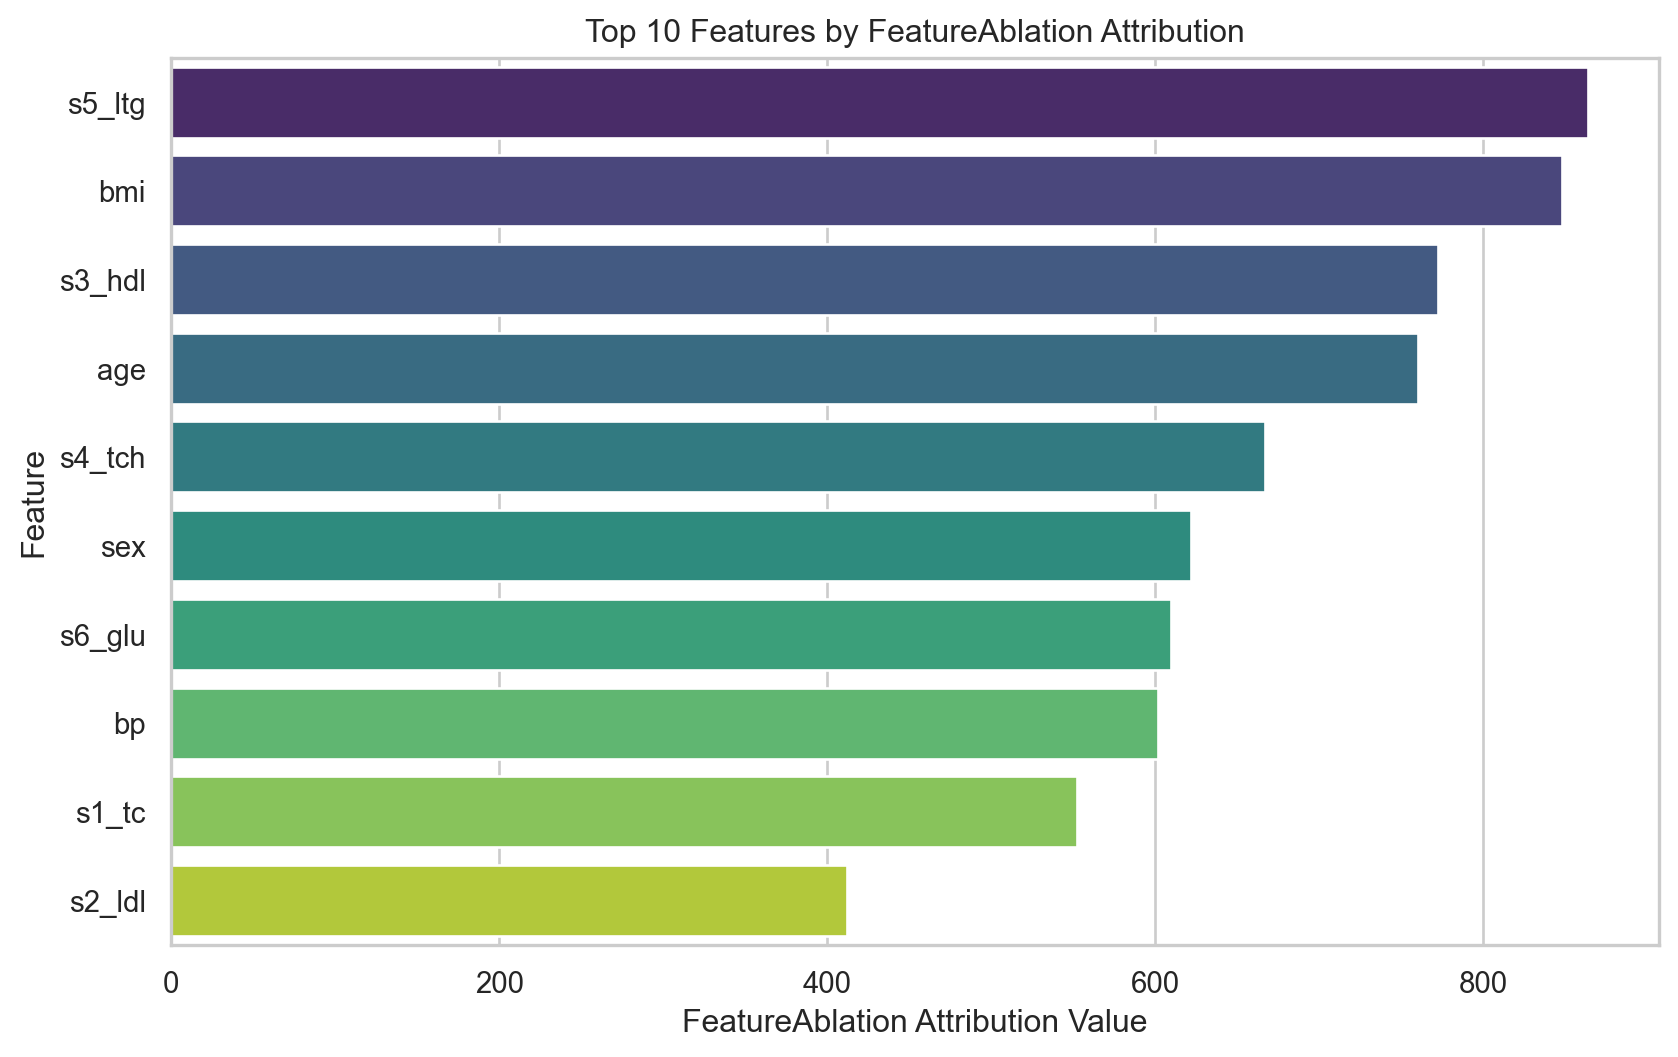 Top 10 Features by FeatureAblation Attribution
Feature
s5_ltg
bmi
s3_hdl
age
s4_tch
sex
s6_glu
bp
s1_tc
s2_ldl
0 200 400 600 800
FeatureAblation Attribution Value